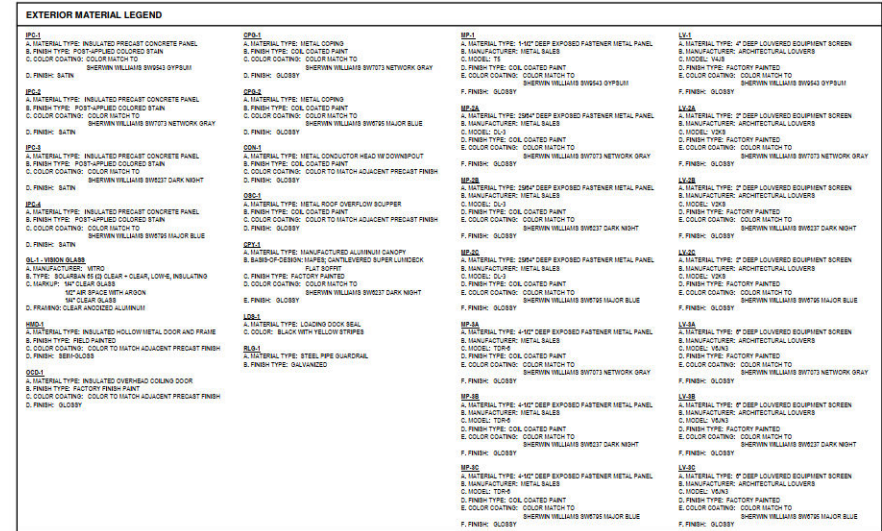 EXTERIOR MATERIAL LEGEND
IPC-1
A. MATERIAL TYPE: INSULATED PRECAST CONCRETE PANEL
B. FINISH TYPE: POST-APPLIED COLORED STAIN
C. COLOR COATING: COLOR MATCH TO
SHERWIN WILLIAMS SW9543 GYPSUM
D. FINISH: SATIN
IPC-2
A. MATERIAL TYPE: INSULATED PRECAST CONCRETE PANEL
B. FINISH TYPE: POST-APPLIED COLORED STAIN
C. COLOR COATING: COLOR MATCH TO
SHERWIN WILLIAMS SW7073 NETWORK GRAY
D. FINISH: SATIN
IPC-3
A. MATERIAL TYPE: INSULATED PRECAST CONCRETE PANEL
B. FINISH TYPE: POST-APPLIED COLORED STAIN
C. COLOR COATING: COLOR MATCH TO
SHERWIN WILLIAMS SW6237 DARK NIGHT
D. FINISH: SATIN
IPC-4
A. MATERIAL TYPE: INSULATED PRECAST CONCRETE PANEL
B. FINISH TYPE: POST-APPLIED COLORED STAIN
C. COLOR COATING: COLOR MATCH TO
SHERWIN WILLIAMS SW6795 MAJOR BLUE
D. FINISH: SATIN
GL-1 - VISION GLASS
A. MANUFACTURER: VITRO
B. TYPE: SOLARBAN 65 (2) CLEAR + CLEAR, LOW-E, INSULATING
C. MARKUP: 1/4" CLEAR GLASS
1/2" AIR SPACE WITH ARGON
1/4" CLEAR GLASS
D. FRAMING: CLEAR ANODIZED ALUMINUM
HMD-1
A. MATERIAL TYPE: INSULATED HOLLOW METAL DOOR AND FRAME
B. FINISH TYPE: FIELD PAINTED
C. COLOR COATING: COLOR TO MATCH ADJACENT PRECAST FINISH
D. FINISH: SEMI-GLOSS
OCD-1
A. MATERIAL TYPE: INSULATED OVERHEAD COILING DOOR
B. FINISH TYPE: FACTORY FINISH PAINT
C. COLOR COATING: COLOR TO MATCH ADJACENT PRECAST FINISH
D. FINISH: GLOSSY
CPG-1
A. MATERIAL TYPE: METAL COPING
B. FINISH TYPE: COIL COATED PAINT
C. COLOR COATING: COLOR MATCH TO
SHERWIN WILLIAMS SW7073 NETWORK GRAY
D. FINISH: GLOSSY
CPG-2
A. MATERIAL TYPE: METAL COPING
B. FINISH TYPE: COIL COATED PAINT
C. COLOR COATING: COLOR MATCH TO
SHERWIN WILLIAMS SW6795 MAJOR BLUE
D. FINISH: GLOSSY
CON-1
A. MATERIAL TYPE: METAL CONDUCTOR HEAD W/ DOWNSPOUT
B. FINISH TYPE: COIL COATED PAINT
C. COLOR COATING: COLOR TO MATCH ADJACENT PRECAST FINISH
D. FINISH: GLOSSY
OSC-1
A. MATERIAL TYPE: METAL ROOF OVERFLOW SCUPPER
B. FINISH TYPE: COIL COATED PAINT
C. COLOR COATING: COLOR TO MATCH ADJACENT PRECAST FINISH
D. FINISH: GLOSSY
CPY-1
A. MATERIAL TYPE: MANUFACTURED ALUMINUM CANOPY
B. BASIS-OF-DESIGN: MAPES; CANTILEVERED SUPER LUMIDECK
FLAT SOFFIT
C. FINISH TYPE: FACTORY PAINTED
D. COLOR COATING: COLOR MATCH TO
SHERWIN WILLIAMS SW6237 DARK NIGHT
E. FINISH: GLOSSY
LDS-1
A. MATERIAL TYPE: LOADING DOCK SEAL
C. COLOR: BLACK WITH YELLOW STRIPES
RLG-1
A. MATERIAL TYPE: STEEL PIPE GUARDRAIL
B. FINISH TYPE: GALVANIZED
MP-1
A. MATERIAL TYPE: 1-1/2" DEEP EXPOSED FASTENER METAL PANEL
B. MANUFACTURER: METAL SALES
C. MODEL: T5
D. FINISH TYPE: COIL COATED PAINT
E. COLOR COATING: COLOR MATCH TO
SHERWIN WILLIAMS SW9543 GYPSUM
F. FINISH: GLOSSY
MP-2A
A. MATERIAL TYPE: 29/64" DEEP EXPOSED FASTENER METAL PANEL
B. MANUFACTURER: METAL SALES
C. MODEL: DL-3
D. FINISH TYPE: COIL COATED PAINT
E. COLOR COATING: COLOR MATCH TO
SHERWIN WILLIAMS SW7073 NETWORK GRAY
F. FINISH: GLOSSY
MP-2B
A. MATERIAL TYPE: 29/64" DEEP EXPOSED FASTENER METAL PANEL
B. MANUFACTURER: METAL SALES
C. MODEL: DL-3
D. FINISH TYPE: COIL COATED PAINT
E. COLOR COATING: COLOR MATCH TO
SHERWIN WILLIAMS SW6237 DARK NIGHT
F. FINISH: GLOSSY
MP-2C
A. MATERIAL TYPE: 29/64" DEEP EXPOSED FASTENER METAL PANEL
B. MANUFACTURER: METAL SALES
C. MODEL: DL-3
D. FINISH TYPE: COIL COATED PAINT
E. COLOR COATING: COLOR MATCH TO
SHERWIN WILLIAMS SW6795 MAJOR BLUE
F. FINISH: GLOSSY
MP-3A
A. MATERIAL TYPE: 4-1/2" DEEP EXPOSED FASTENER METAL PANEL
B. MANUFACTURER: METAL SALES
C. MODEL: TDR-6
D. FINISH TYPE: COIL COATED PAINT
E. COLOR COATING: COLOR MATCH TO
SHERWIN WILLIAMS SW7073 NETWORK GRAY
F. FINISH: GLOSSY
MP-3B
A. MATERIAL TYPE: 4-1/2" DEEP EXPOSED FASTENER METAL PANEL
B. MANUFACTURER: METAL SALES
C. MODEL: TDR-6
D. FINISH TYPE: COIL COATED PAINT
E. COLOR COATING: COLOR MATCH TO
SHERWIN WILLIAMS SW6237 DARK NIGHT
F. FINISH: GLOSSY
MP-3C
A. MATERIAL TYPE: 4-1/2" DEEP EXPOSED FASTENER METAL PANEL
B. MANUFACTURER: METAL SALES
C. MODEL: TDR-6
D. FINISH TYPE: COIL COATED PAINT
E. COLOR COATING: COLOR MATCH TO
SHERWIN WILLIAMS SW6795 MAJOR BLUE
F. FINISH: GLOSSY
LV-1
A. MATERIAL TYPE: 4" DEEP LOUVERED EQUIPMENT SCREEN
B. MANUFACTURER: ARCHITECTURAL LOUVERS
C. MODEL: V4JS
D. FINISH TYPE: FACTORY PAINTED
E. COLOR COATING: COLOR MATCH TO
SHERWIN WILLIAMS SW9543 GYPSUM
F. FINISH: GLOSSY
LV-2A
A. MATERIAL TYPE: 2" DEEP LOUVERED EQUIPMENT SCREEN
B. MANUFACTURER: ARCHITECTURAL LOUVERS
C. MODEL: V2KS
D. FINISH TYPE: FACTORY PAINTED
E. COLOR COATING: COLOR MATCH TO
SHERWIN WILLIAMS SW7073 NETWORK GRAY
F. FINISH: GLOSSY
LV-2B
A. MATERIAL TYPE: 2" DEEP LOUVERED EQUIPMENT SCREEN
B. MANUFACTURER: ARCHITECTURAL LOUVERS
C. MODEL: V2KS
D. FINISH TYPE: FACTORY PAINTED
E. COLOR COATING: COLOR MATCH TO
SHERWIN WILLIAMS SW6237 DARK NIGHT
F. FINISH: GLOSSY
LV-2C
A. MATERIAL TYPE: 2" DEEP LOUVERED EQUIPMENT SCREEN
B. MANUFACTURER: ARCHITECTURAL LOUVERS
C. MODEL: V2KS
D. FINISH TYPE: FACTORY PAINTED
E. COLOR COATING: COLOR MATCH TO
SHERWIN WILLIAMS SW6795 MAJOR BLUE
F. FINISH: GLOSSY
LV-3A
A. MATERIAL TYPE: 6" DEEP LOUVERED EQUIPMENT SCREEN
B. MANUFACTURER: ARCHITECTURAL LOUVERS
C. MODEL: V6JN3
D. FINISH TYPE: FACTORY PAINTED
E. COLOR COATING: COLOR MATCH TO
SHERWIN WILLIAMS SW7073 NETWORK GRAY
F. FINISH: GLOSSY
LV-3B
A. MATERIAL TYPE: 6" DEEP LOUVERED EQUIPMENT SCREEN
B. MANUFACTURER: ARCHITECTURAL LOUVERS
C. MODEL: V6JN3
D. FINISH TYPE: FACTORY PAINTED
E. COLOR COATING: COLOR MATCH TO
SHERWIN WILLIAMS SW6237 DARK NIGHT
F. FINISH: GLOSSY
LV-3C
A. MATERIAL TYPE: 6" DEEP LOUVERED EQUIPMENT SCREEN
B. MANUFACTURER: ARCHITECTURAL LOUVERS
C. MODEL: V6JN3
D. FINISH TYPE: FACTORY PAINTED
E. COLOR COATING: COLOR MATCH TO
SHERWIN WILLIAMS SW6795 MAJOR BLUE
F. FINISH: GLOSSY